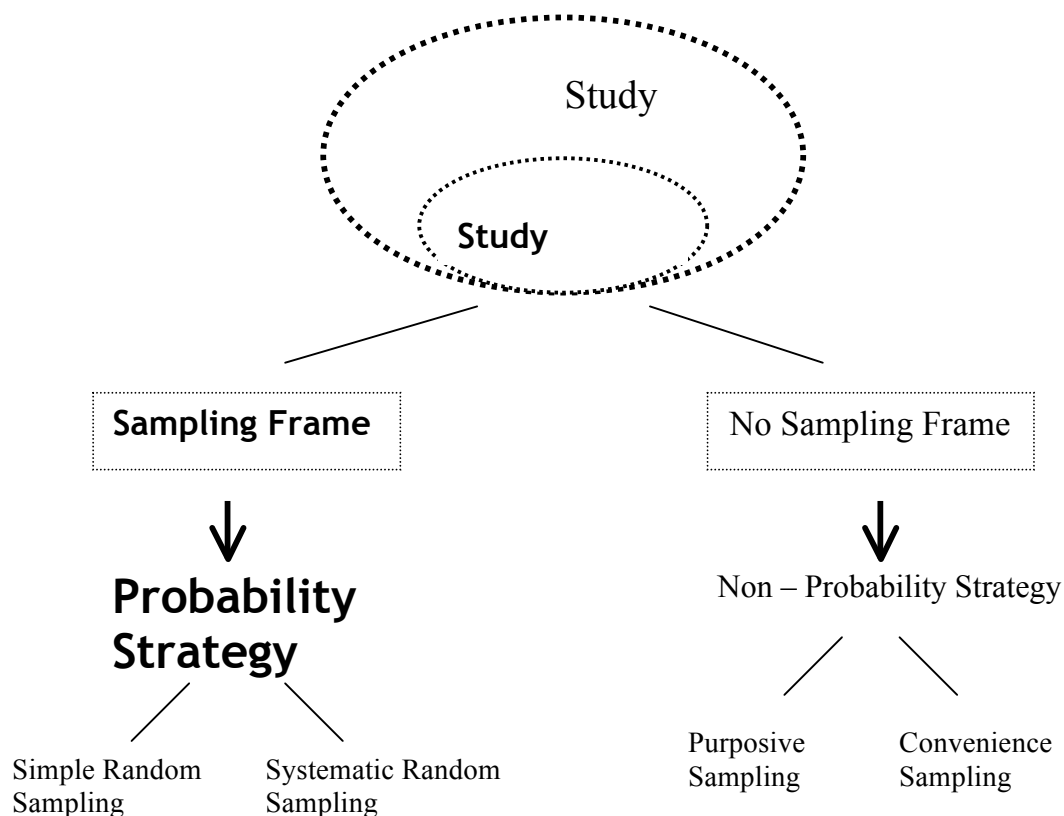 Study
Study
Sampling Frame
No Sampling Frame
Probability
Strategy
Non – Probability Strategy
Simple Random
Sampling
Systematic Random
Sampling
Purposive
Sampling
Convenience
Sampling